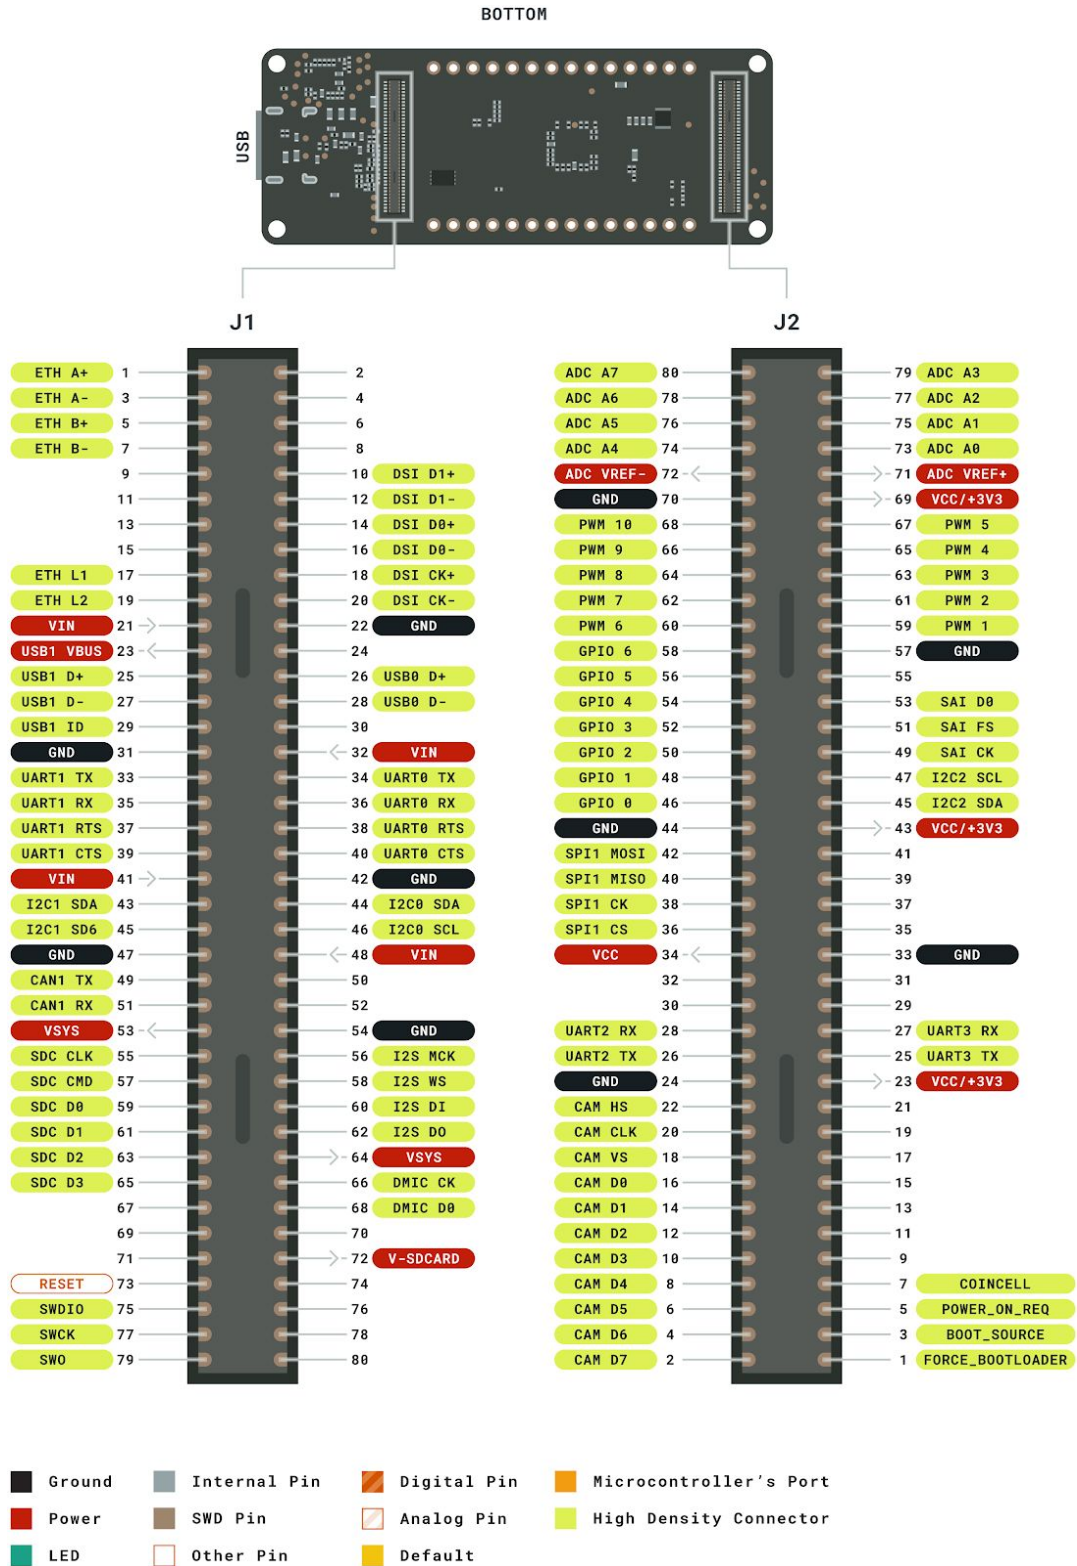 BOTTOM
USB
J1
J2
ETH A+ 1 2
ETH A- 3 4
ETH B+ 5 6
ETH B- 7 8
9 10 DSI D1+
11 12 DSI D1-
13 14 DSI D0+
15 16 DSI D0-
ETH L1 17 18 DSI CK+
ETH L2 19 20 DSI CK-
VIN 21 22 GND
USB1 VBUS 23 24
USB1 D+ 25 26 USB0 D+
USB1 D- 27 28 USB0 D-
USB1 ID 29 30
GND 31 32 VIN
UART1 TX 33 34 UART0 TX
UART1 RX 35 36 UART0 RX
UART1 RTS 37 38 UART0 RTS
UART1 CTS 39 40 UART0 CTS
VIN 41 42 GND
I2C1 SDA 43 44 I2C0 SDA
I2C1 SD6 45 46 I2C0 SCL
GND 47 48 VIN
CAN1 TX 49 50
CAN1 RX 51 52
VSYS 53 54 GND
SDC CLK 55 56 I2S MCK
SDC CMD 57 58 I2S WS
SDC D0 59 60 I2S DI
SDC D1 61 62 I2S DO
SDC D2 63 64 VSYS
SDC D3 65 66 DMIC CK
67 68 DMIC D0
69 70
71 72 V-SDCARD
RESET 73 74
SWDIO 75 76
SWCK 77 78
SWO 79 80
ADC A7 80 79 ADC A3
ADC A6 78 77 ADC A2
ADC A5 76 75 ADC A1
ADC A4 74 73 ADC A0
ADC VREF- 72 71 ADC VREF+
GND 70 69 VCC/+3V3
PWM 10 68 67 PWM 5
PWM 9 66 65 PWM 4
PWM 8 64 63 PWM 3
PWM 7 62 61 PWM 2
PWM 6 60 59 PWM 1
GPIO 6 58 57 GND
GPIO 5 56 55
GPIO 4 54 53 SAI D0
GPIO 3 52 51 SAI FS
GPIO 2 50 49 SAI CK
GPIO 1 48 47 I2C2 SCL
GPIO 0 46 45 I2C2 SDA
GND 44 43 VCC/+3V3
SPI1 MOSI 42 41
SPI1 MISO 40 39
SPI1 CK 38 37
SPI1 CS 36 35
VCC 34 33 GND
32 31
30 29
UART2 RX 28 27 UART3 RX
UART2 TX 26 25 UART3 TX
GND 24 23 VCC/+3V3
CAM HS 22 21
CAM CLK 20 19
CAM VS 18 17
CAM D0 16 15
CAM D1 14 13
CAM D2 12 11
CAM D3 10 9
CAM D4 8 7 COINCELL
CAM D5 6 5 POWER_ON_REQ
CAM D6 4 3 BOOT_SOURCE
CAM D7 2 1 FORCE_BOOTLOADER
Ground
Power
LED
Internal Pin
SWD Pin
Other Pin
Digital Pin
Analog Pin
Default
Microcontroller's Port
High Density Connector